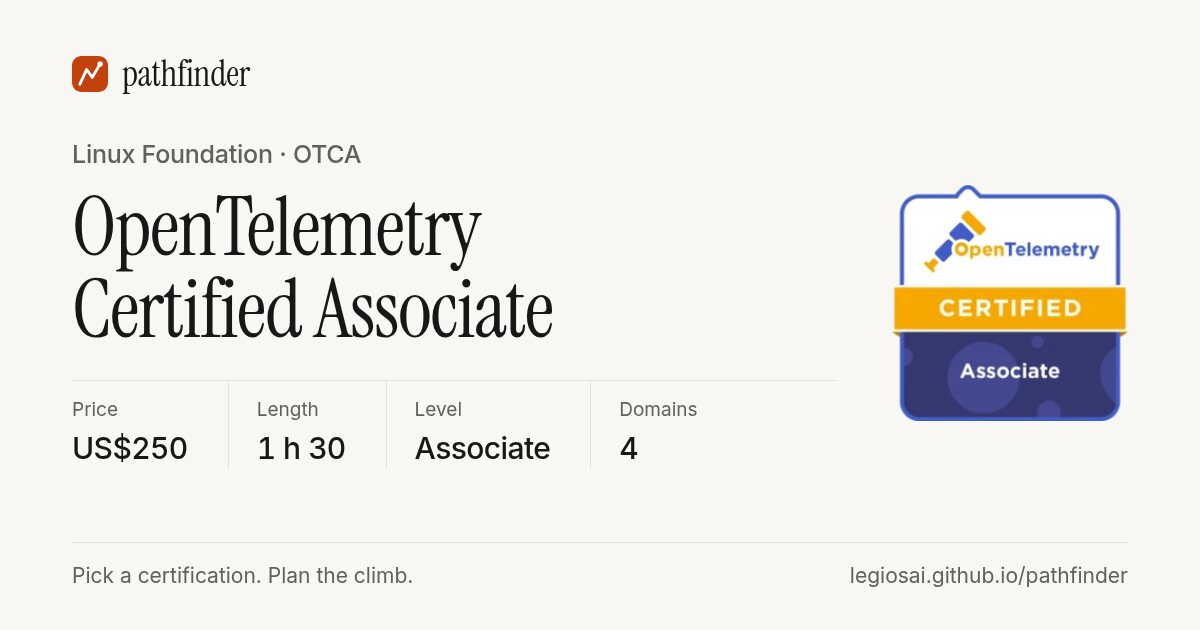 pathfinder
Linux Foundation · OTCA
OpenTelemetry
Certified Associate
OpenTelemetry
CERTIFIED
Associate
Price
US$250
Length
1 h 30
Level
Associate
Domains
4
Pick a certification. Plan the climb.
legiosai.github.io/pathfinder